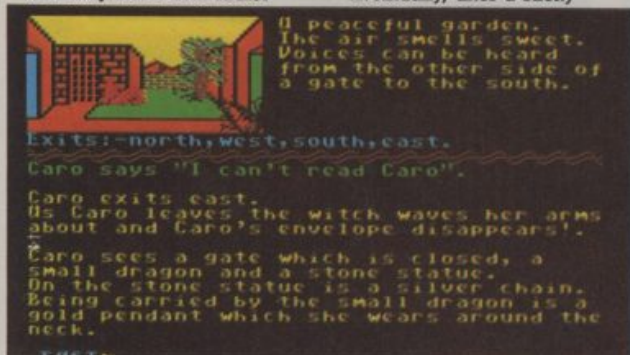 A peaceful garden.
The air smells sweet.
Voices can be heard
from the other side of
a gate to the south.
Exits:-north,west,south,east.
Caro says "I can't read Caro".
Caro exits east.
As Caro leaves the witch waves her arms
about and Caro's envelope disappears!.
Caro sees a gate which is closed, a
small dragon and a stone statue.
On the stone statue is a silver chain.
Being carried by the small dragon is a
gold pendant which she wears around the
neck.